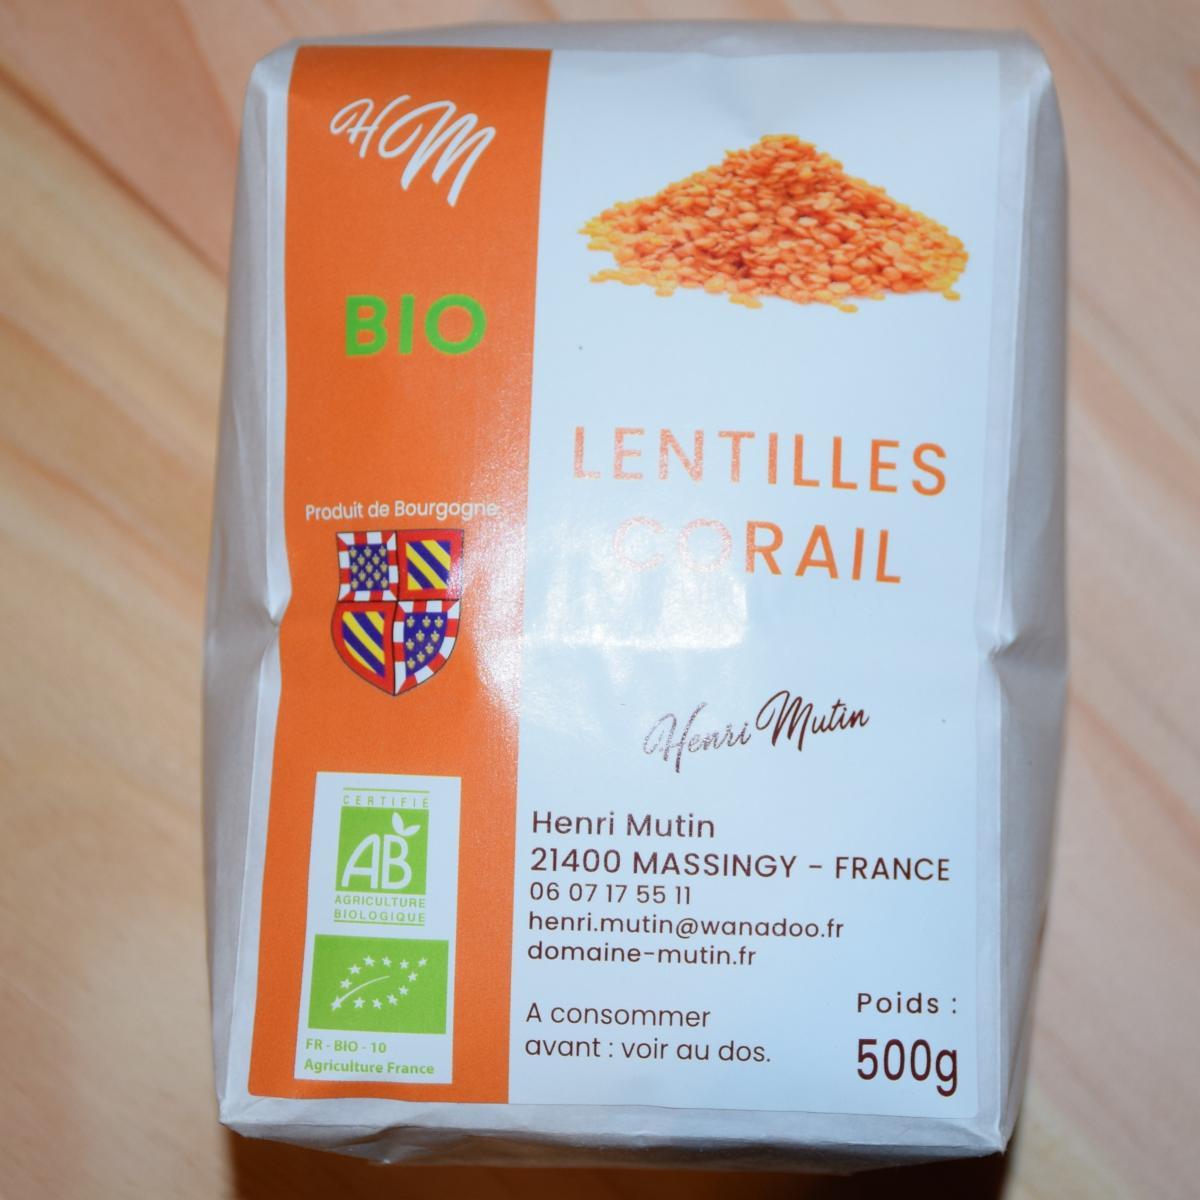 HM
BIO
Produit de Bourgogne
CERTIFIÉ
AB
AGRICULTURE
BIOLOGIQUE
FR - BIO - 10
Agriculture France
LENTILLES
CORAIL
Henri Mutin
Henri Mutin
21400 MASSINGY - FRANCE
06 07 17 55 11
henri.mutin@wanadoo.fr
domaine-mutin.fr
A consommer
avant : voir au dos.
Poids :
500g